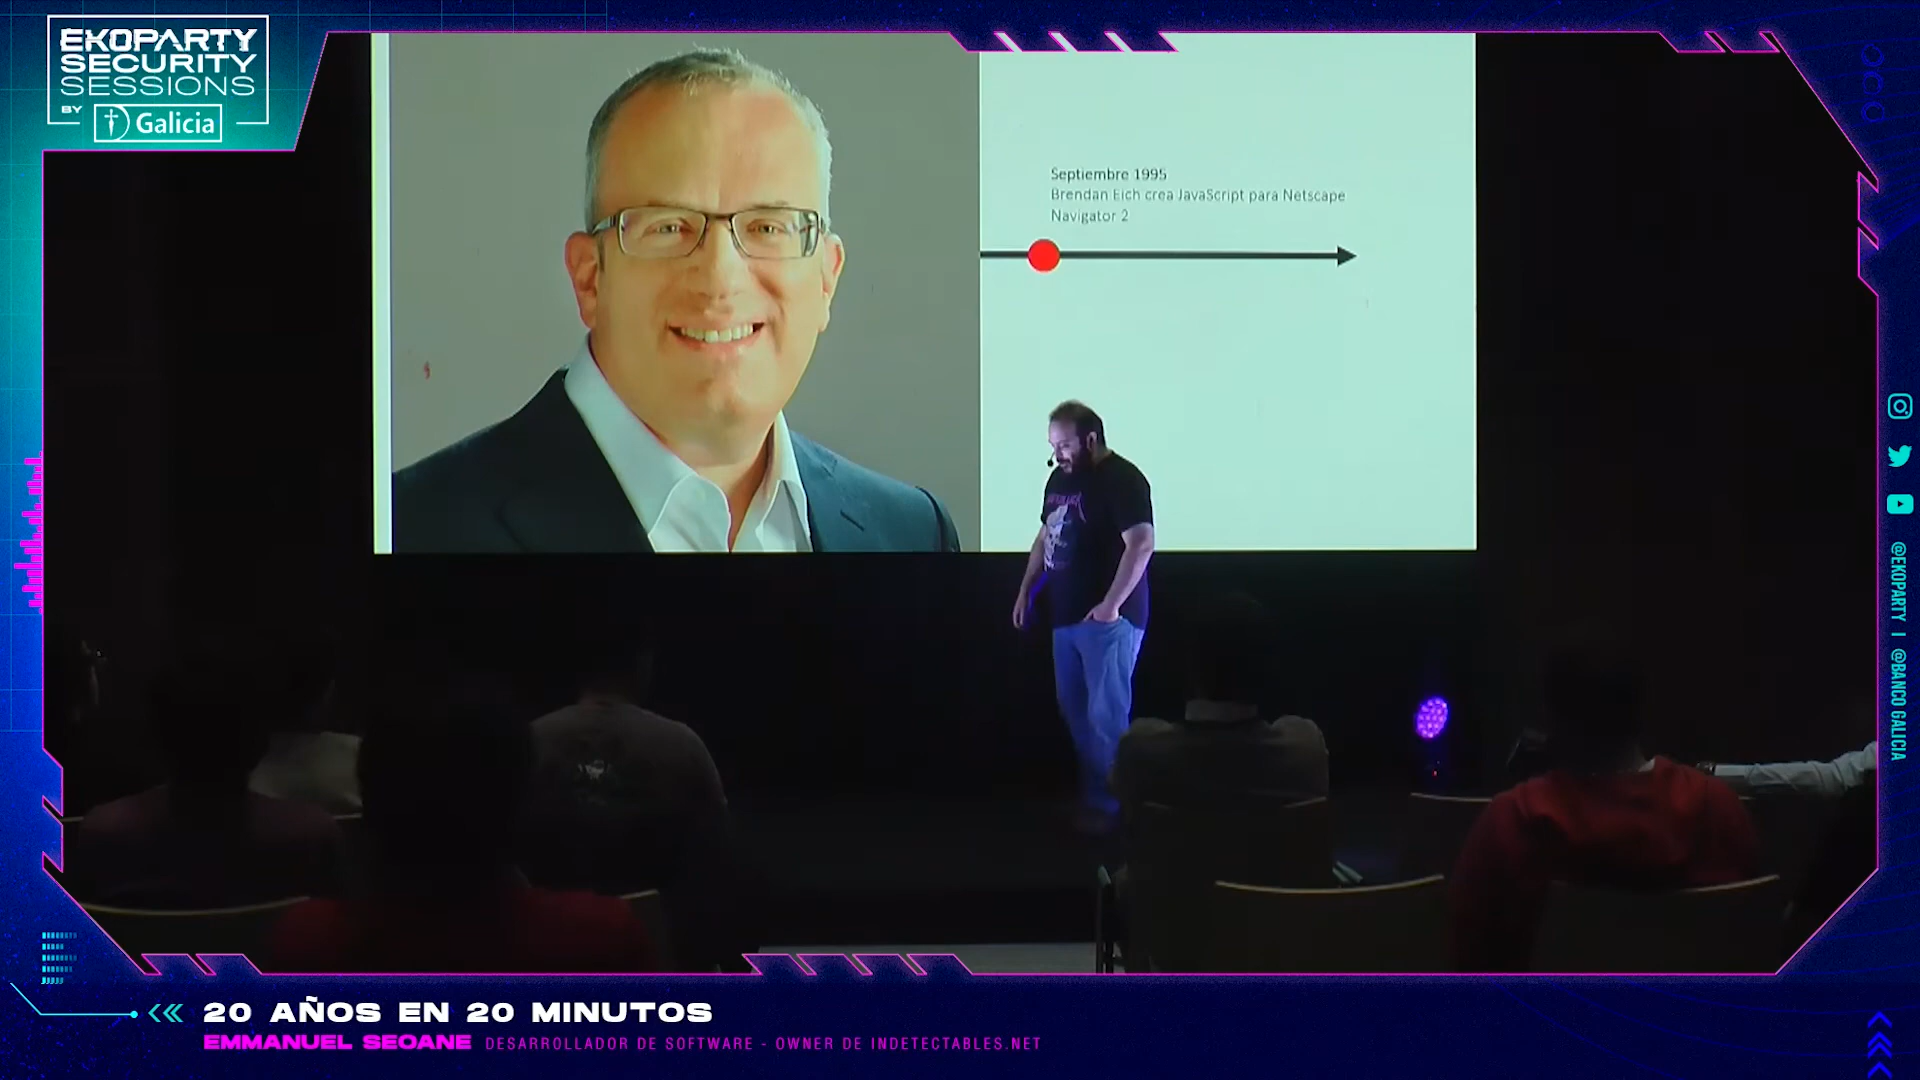 EKOPARTY
SECURITY
SESSIONS
BY Galicia
Septiembre 1995
Brendan Eich crea JavaScript para Netscape
Navigator 2
@EKOPARTY | @BANCO GALICIA
20 AÑOS EN 20 MINUTOS
EMMANUEL SEOANE DESARROLLADOR DE SOFTWARE - OWNER DE INDETECTABLES.NET